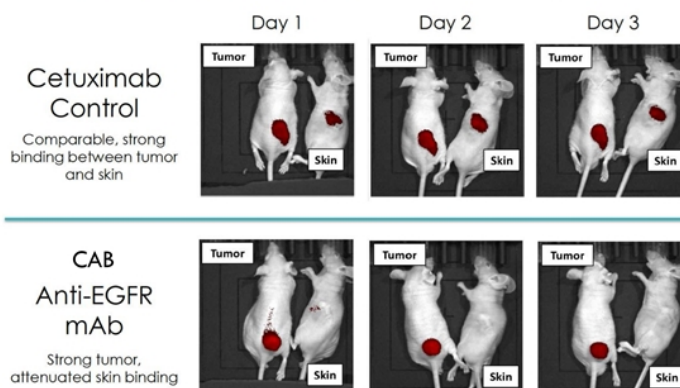 Day 1
Day 2
Day 3
Cetuximab
Control
Comparable, strong
binding between tumor
and skin
Tumor
Skin
Tumor
Skin
Tumor
Skin
CAB
Anti-EGFR
mAb
Strong tumor,
attenuated skin binding
Tumor
Skin
Tumor
Skin
Tumor
Skin